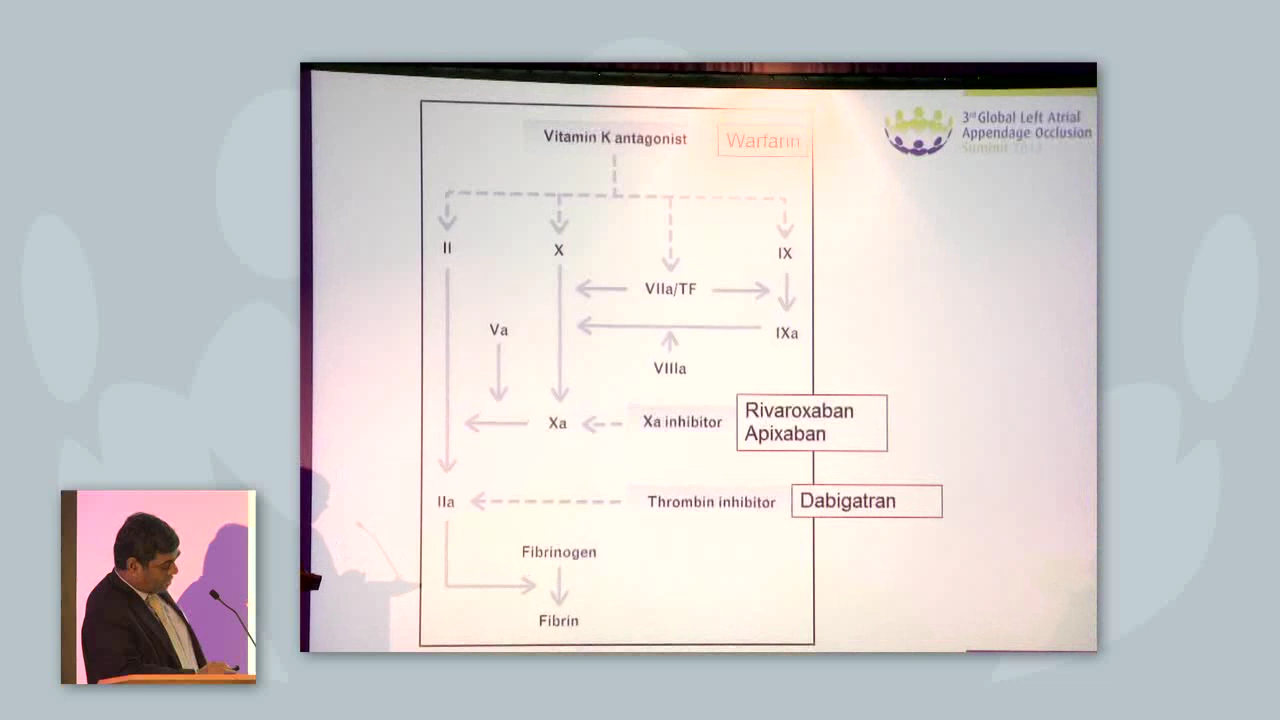 3rd Global Left Atrial
Appendage Occlusion
Summit
Vitamin K antagonist
Warfarin
II
X
IX
VIIa/TF
Va
IXa
VIIIa
Xa
Xa inhibitor
Rivaroxaban
Apixaban
IIa
Thrombin inhibitor
Dabigatran
Fibrinogen
Fibrin